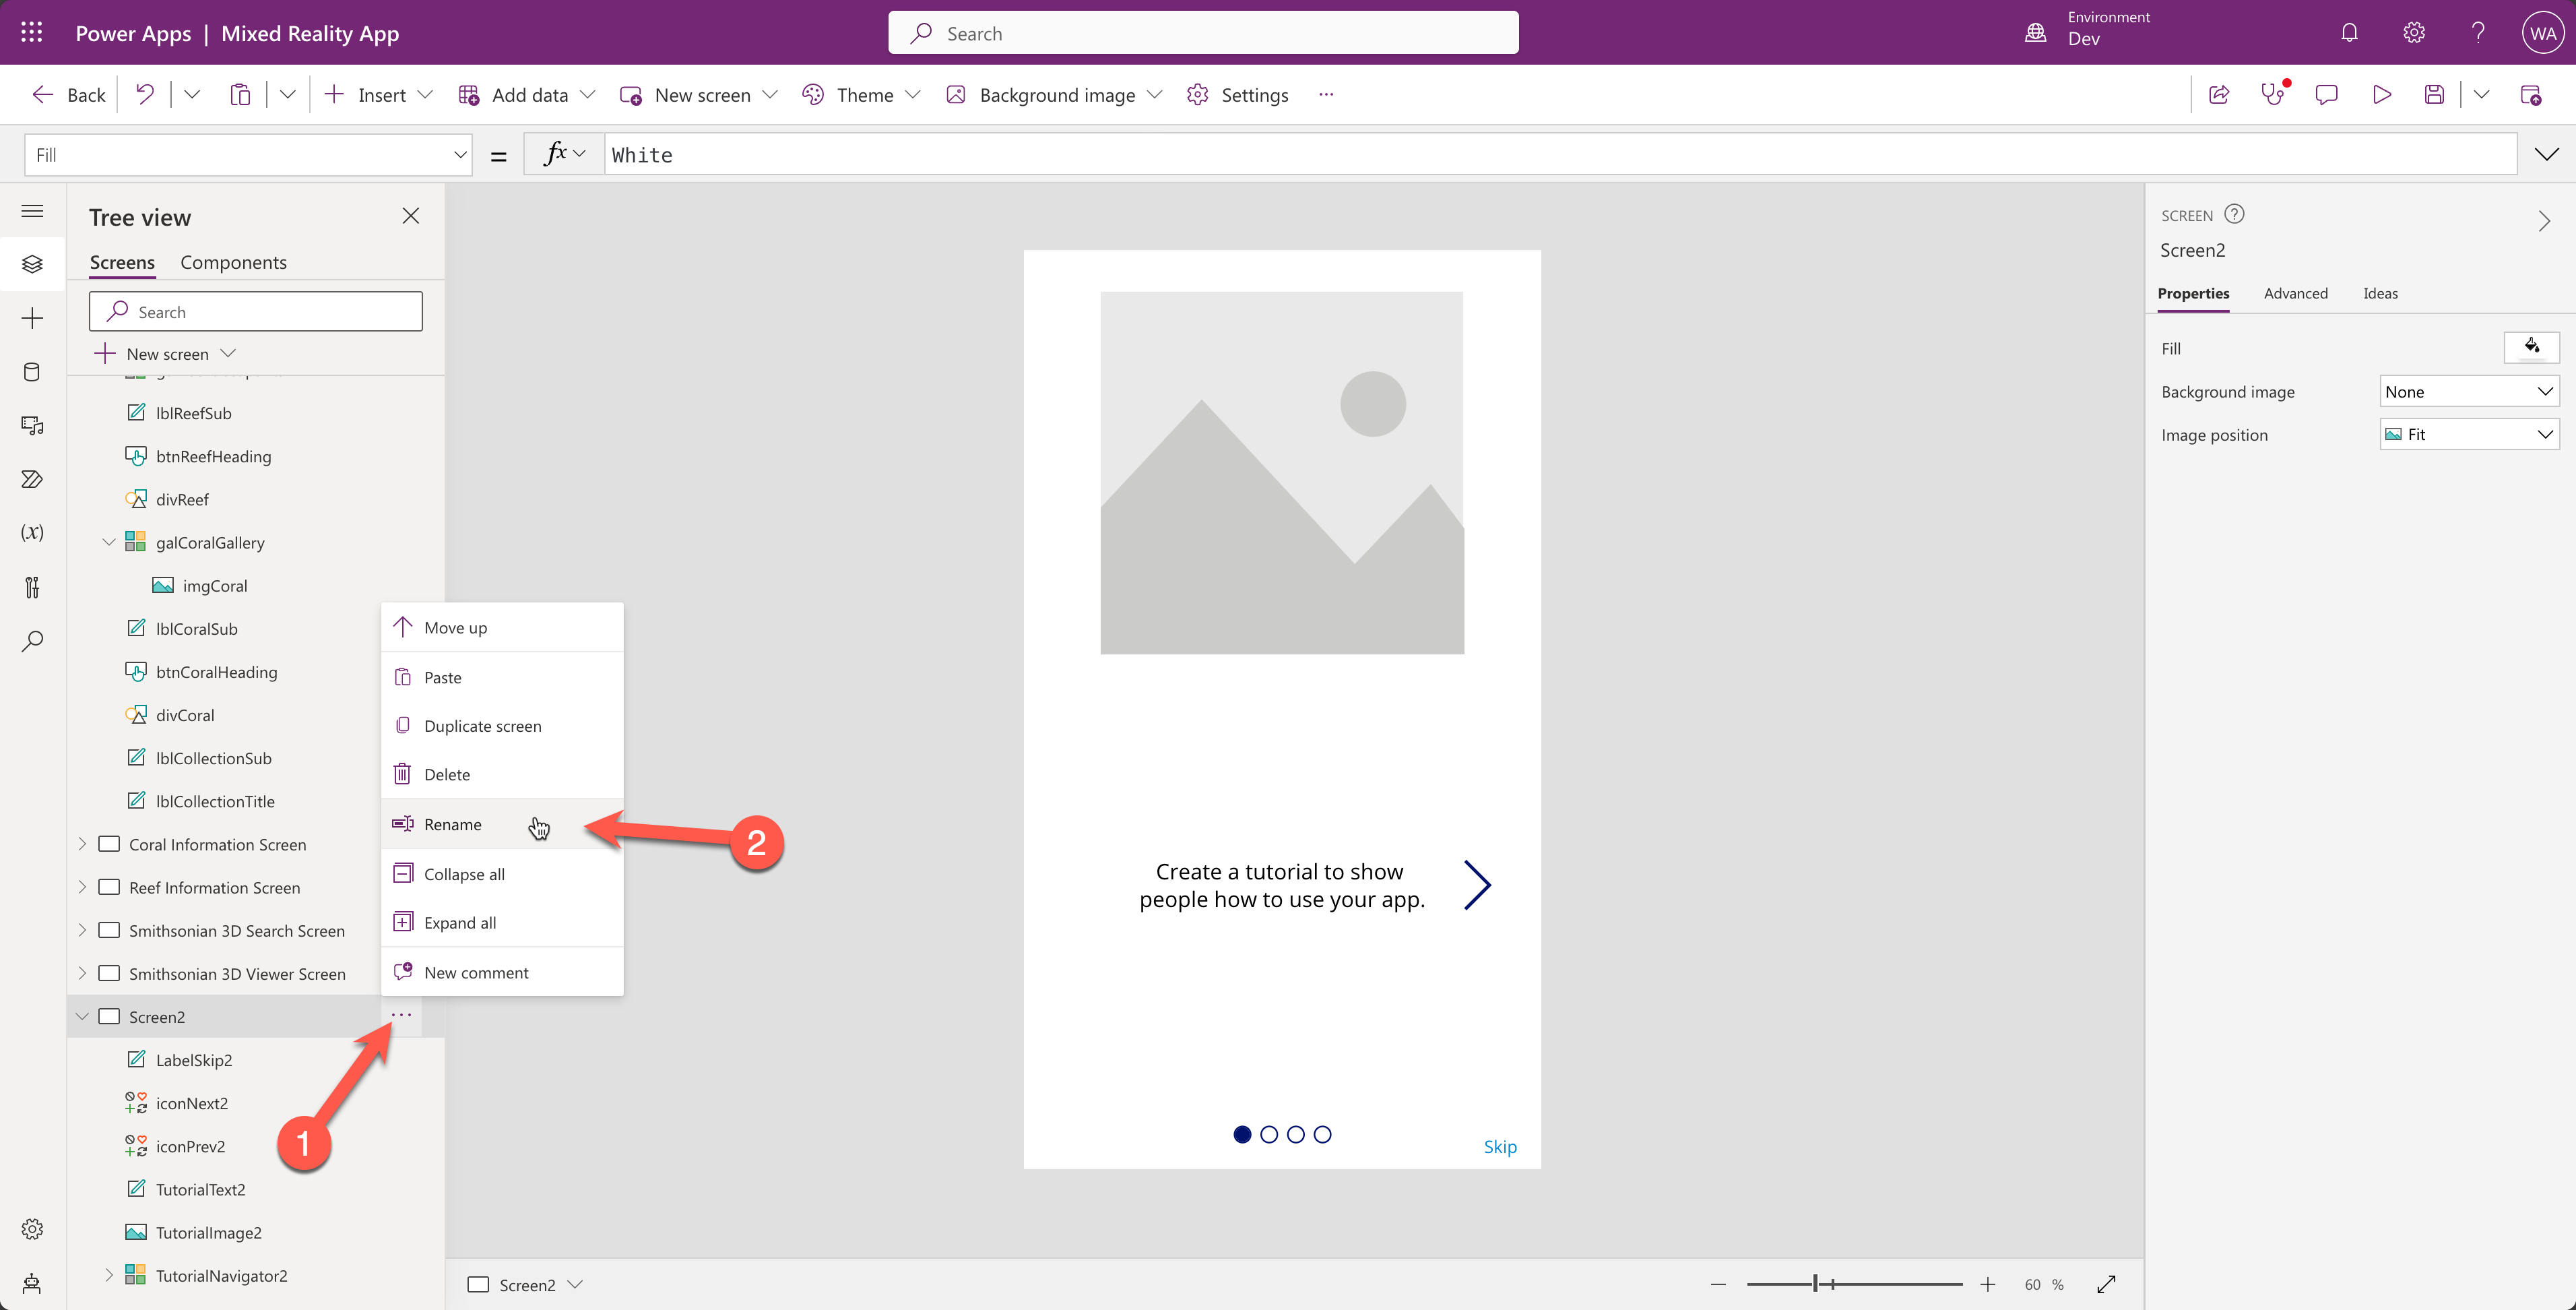 Power Apps | Mixed Reality App
Search
Environment
Dev
WA
Back
Insert
Add data
New screen
Theme
Background image
Settings
Fill
=
fx
White
Tree view
Screens
Components
Search
New screen
lblReefSub
btnReefHeading
divReef
galCoralGallery
imgCoral
lblCoralSub
btnCoralHeading
divCoral
lblCollectionSub
lblCollectionTitle
Coral Information Screen
Reef Information Screen
Smithsonian 3D Search Screen
Smithsonian 3D Viewer Screen
Screen2
LabelSkip2
iconNext2
iconPrev2
TutorialText2
TutorialImage2
TutorialNavigator2
Move up
Paste
Duplicate screen
Delete
Rename
Collapse all
Expand all
New comment
1
2
Create a tutorial to show
people how to use your app.
Skip
Screen2
60 %
SCREEN
Screen2
Properties
Advanced
Ideas
Fill
Background image
None
Image position
Fit
(x)